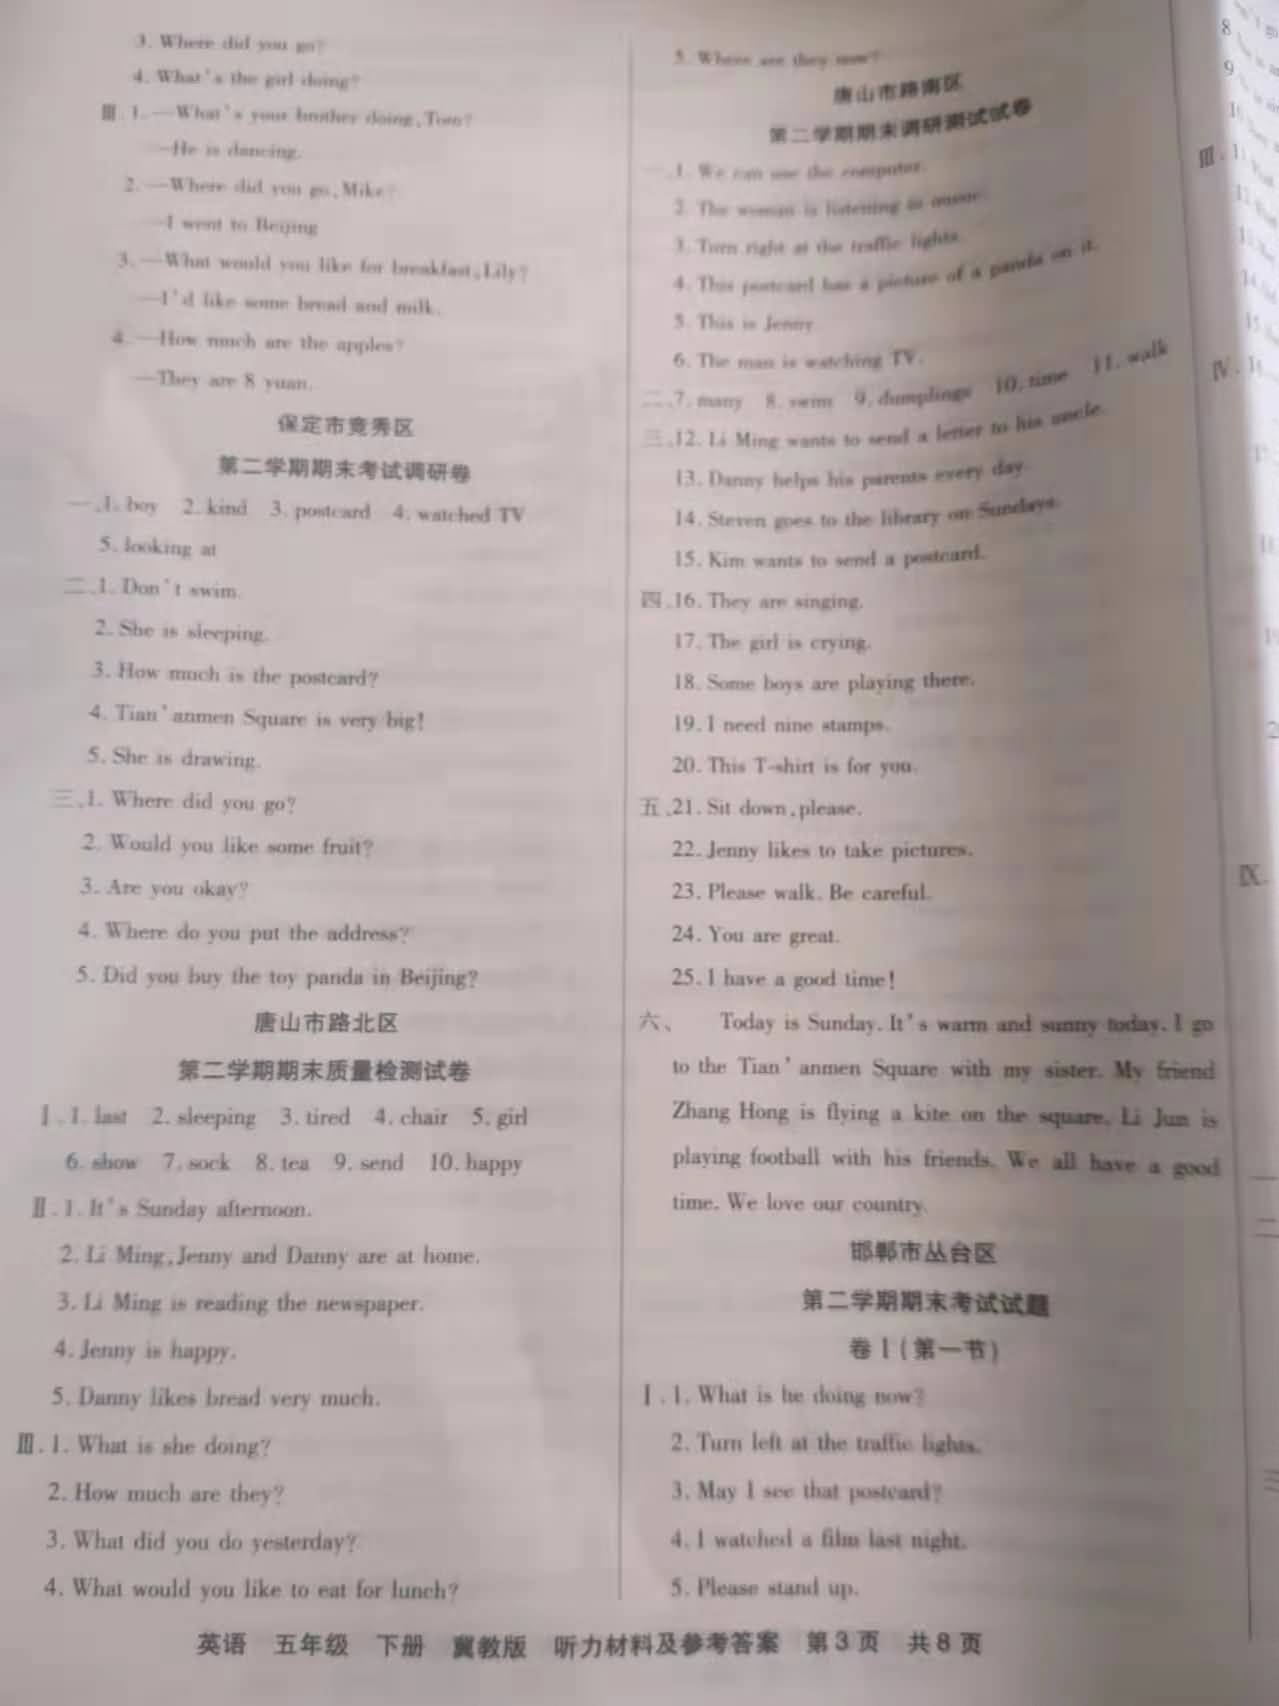 3. Where did you go?
4. What's the girl doing?
Ⅲ. 1. —What's your brother doing, Tom?
—He is dancing.
2. —Where did you go, Mike?
—I went to Beijing
3. —What would you like for breakfast, Lily?
—I'd like some bread and milk.
4. —How much are the apples?
—They are 8 yuan.
保定市竞秀区
第二学期期末考试调研卷
一、1. boy 2. kind 3. postcard 4. watched TV
5. looking at
二、1. Don't swim.
2. She is sleeping.
3. How much is the postcard?
4. Tian'anmen Square is very big!
5. She is drawing.
三、1. Where did you go?
2. Would you like some fruit?
3. Are you okay?
4. Where do you put the address?
5. Did you buy the toy panda in Beijing?
唐山市路北区
第二学期期末质量检测试卷
Ⅰ. 1. last 2. sleeping 3. tired 4. chair 5. girl
6. show 7. sock 8. tea 9. send 10. happy
Ⅱ. 1. It's Sunday afternoon.
2. Li Ming, Jenny and Danny are at home.
3. Li Ming is reading the newspaper.
4. Jenny is happy.
5. Danny likes bread very much.
Ⅲ. 1. What is she doing?
2. How much are they?
3. What did you do yesterday?
4. What would you like to eat for lunch?
5. Where are they now?
唐山市路南区
第二学期期末调研测试试卷
一、1. We can use the computer.
2. The woman is listening to music.
3. Turn right at the traffic lights.
4. This postcard has a picture of a panda on it.
5. This is Jenny
6. The man is watching TV.
二、7. many 8. swim 9. dumplings 10. time 11. walk
三、12. Li Ming wants to send a letter to his uncle.
13. Danny helps his parents every day.
14. Steven goes to the library on Sundays.
15. Kim wants to send a postcard.
四、16. They are singing.
17. The girl is crying.
18. Some boys are playing there.
19. I need nine stamps.
20. This T-shirt is for you.
五、21. Sit down, please.
22. Jenny likes to take pictures.
23. Please walk. Be careful.
24. You are great.
25. I have a good time!
六、 Today is Sunday. It's warm and sunny today. I go
to the Tian'anmen Square with my sister. My friend
Zhang Hong is flying a kite on the square. Li Jun is
playing football with his friends. We all have a good
time. We love our country.
邯郸市丛台区
第二学期期末考试试题
卷Ⅰ(第一节)
Ⅰ. 1. What is he doing now?
2. Turn left at the traffic lights.
3. May I see that postcard?
4. I watched a film last night.
5. Please stand up.
英语 五年级 下册 冀教版 听力材料及参考答案 第3页 共8页